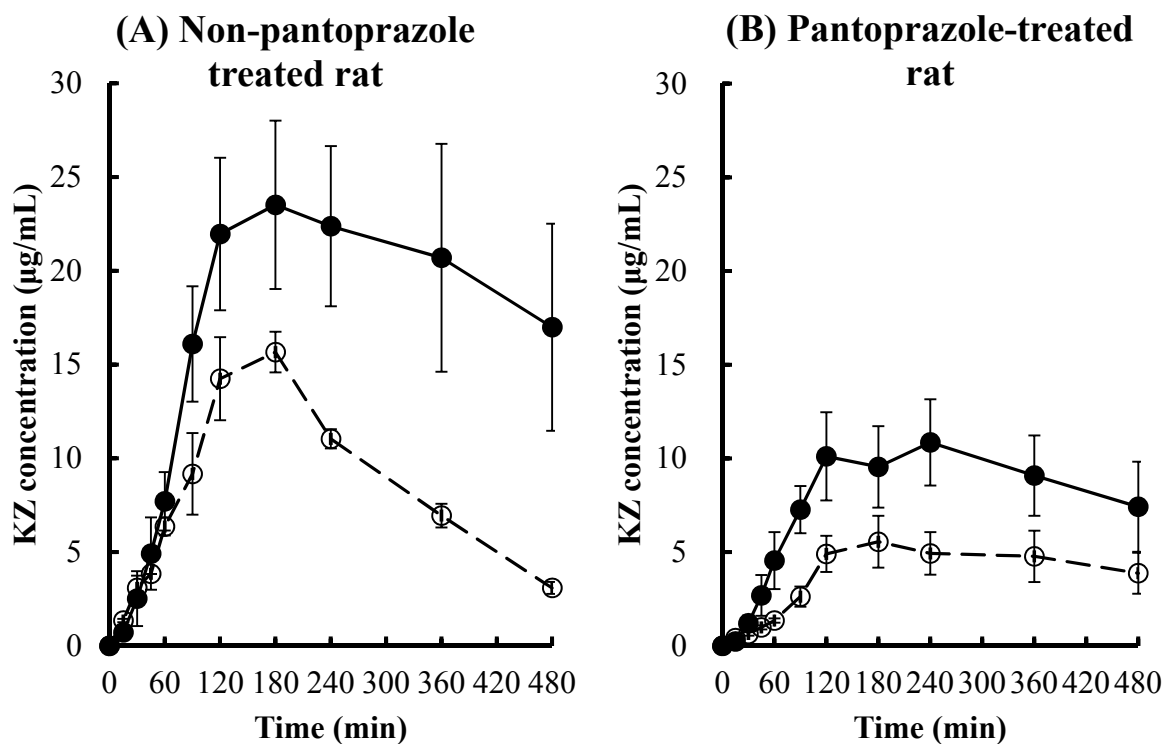 (A) Non-pantoprazole
treated rat
30
25
20
15
10
5
0
KZ concentration (µg/mL)
0 60 120 180 240 300 360 420 480
Time (min)
(B) Pantoprazole-treated
rat
30
25
20
15
10
5
0
KZ concentration (µg/mL)
0 60 120 180 240 300 360 420 480
Time (min)